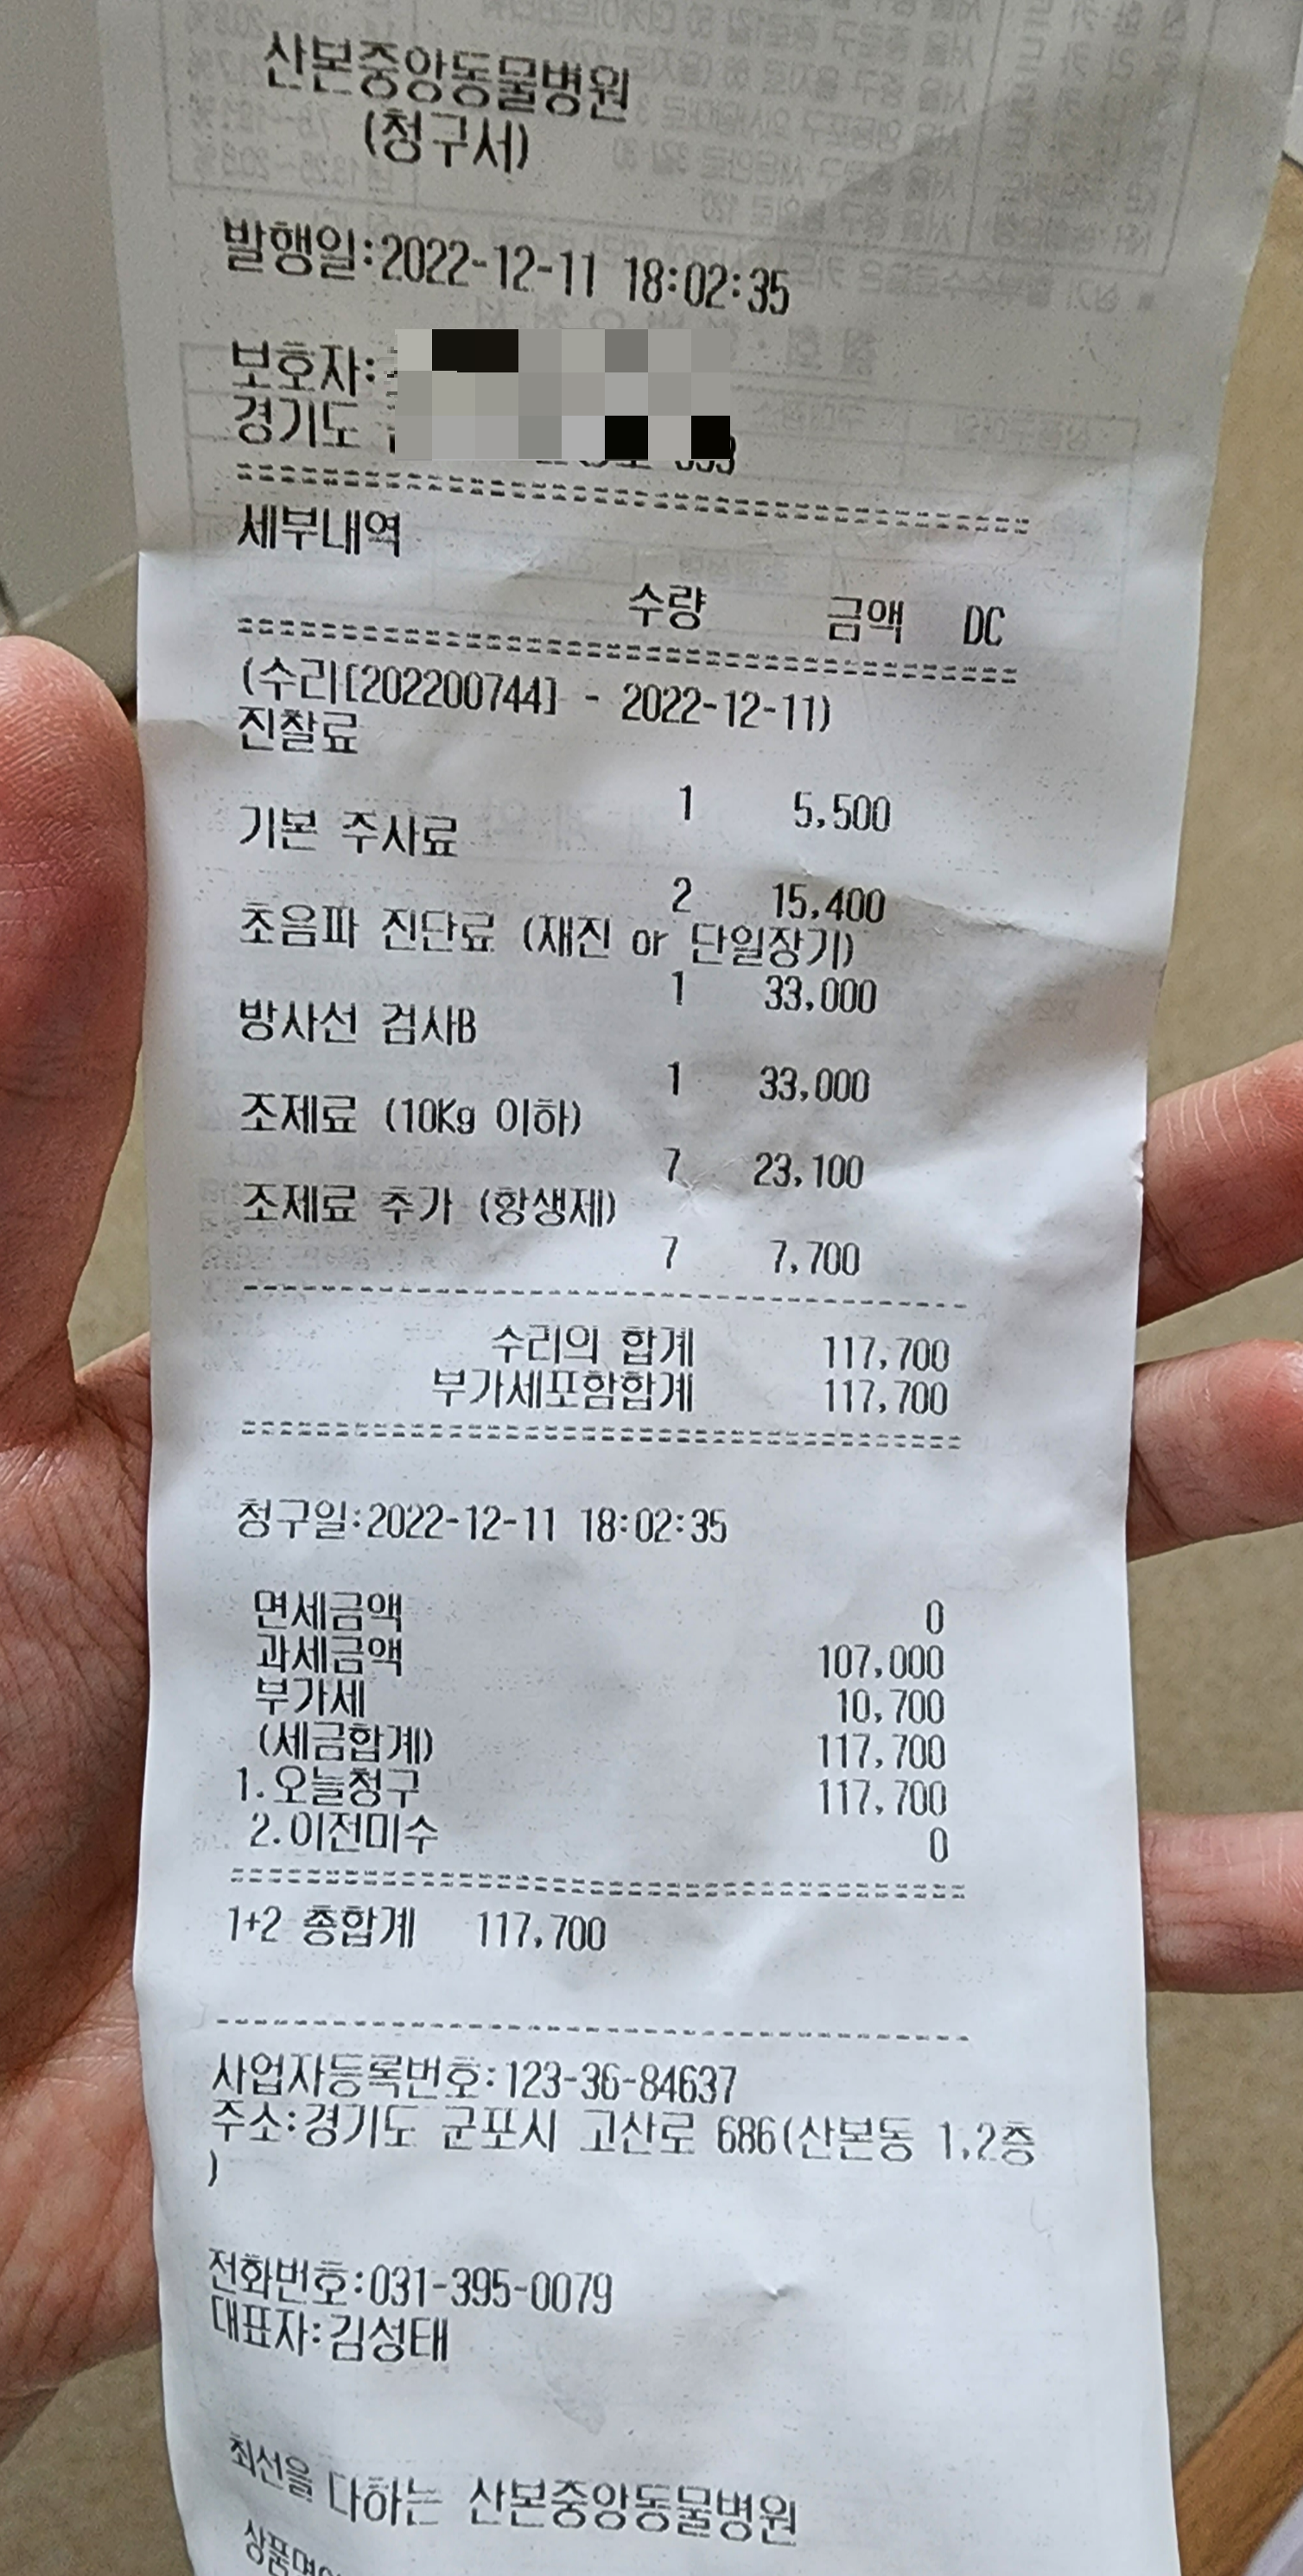 산본중앙동물병원
(청구서)
발행일:2022-12-11 18:02:35
보호자:
경기도
세부내역
수량 금액 DC
(수리[202200744] - 2022-12-11)
진찰료
1 5,500
기본 주사료
2 15,400
초음파 진단료 (재진 or 단일장기)
1 33,000
방사선 검사B
1 33,000
조제료 (10Kg 이하)
7 23,100
조제료 추가 (항생제)
7 7,700
수리의 합계 117,700
부가세포함합계 117,700
청구일:2022-12-11 18:02:35
면세금액 0
과세금액 107,000
부가세 10,700
(세금합계) 117,700
1.오늘청구 117,700
2.이전미수 0
1+2 총합계 117,700
사업자등록번호:123-36-84637
주소:경기도 군포시 고산로 686(산본동 1,2층
)
전화번호:031-395-0079
대표자:김성태
최선을 다하는 산본중앙동물병원